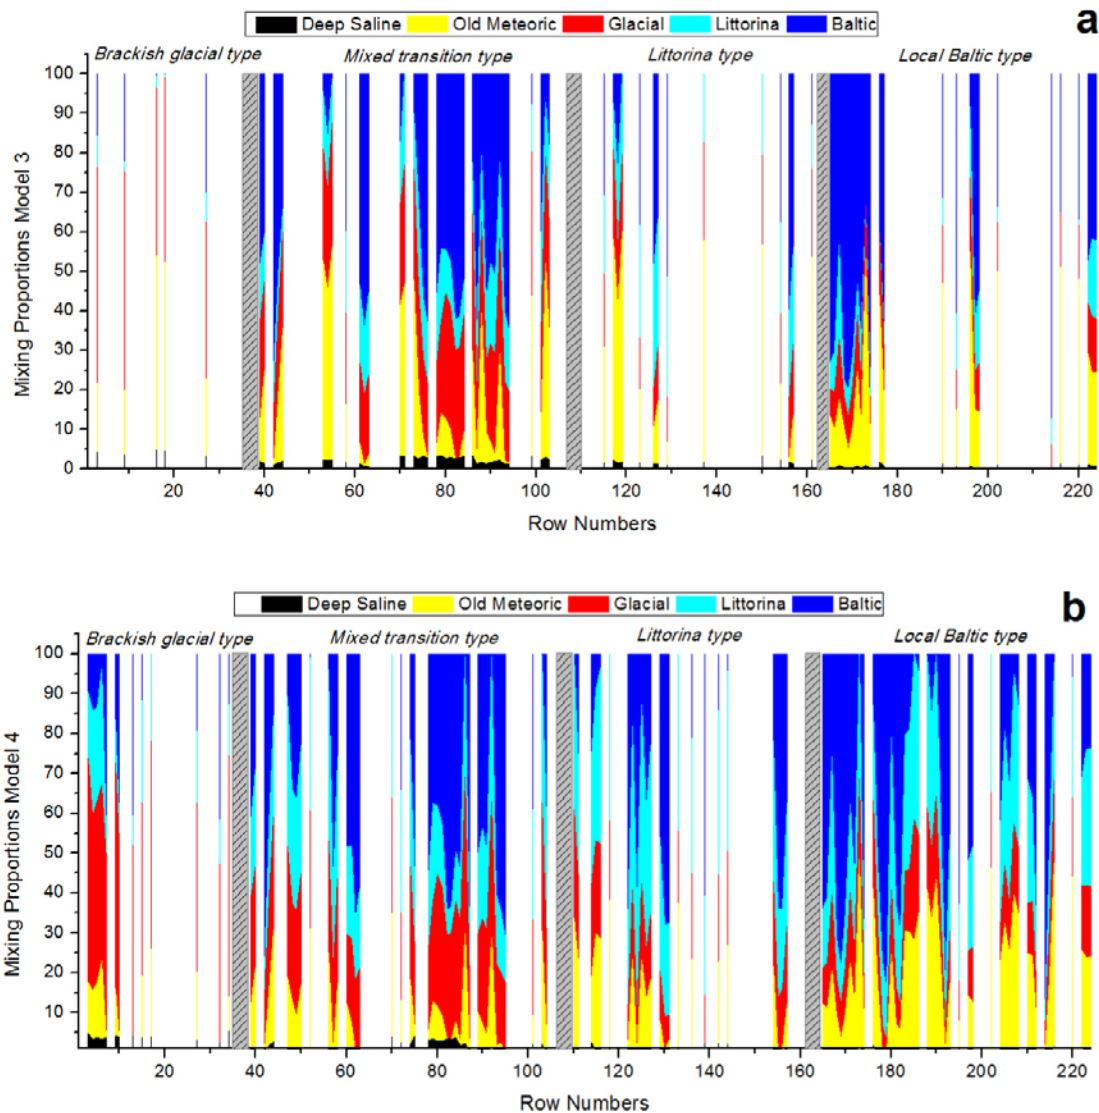 Deep Saline Old Meteoric Glacial Littorina Baltic
a
Brackish glacial type Mixed transition type Littorina type Local Baltic type
100
90
80
70
60
50
40
30
20
10
0
Mixing Proportions Model 3
20 40 60 80 100 120 140 160 180 200 220
Row Numbers
Deep Saline Old Meteoric Glacial Littorina Baltic
b
Brackish glacial type Mixed transition type Littorina type Local Baltic type
100
90
80
70
60
50
40
30
20
10
Mixing Proportions Model 4
20 40 60 80 100 120 140 160 180 200 220
Row Numbers